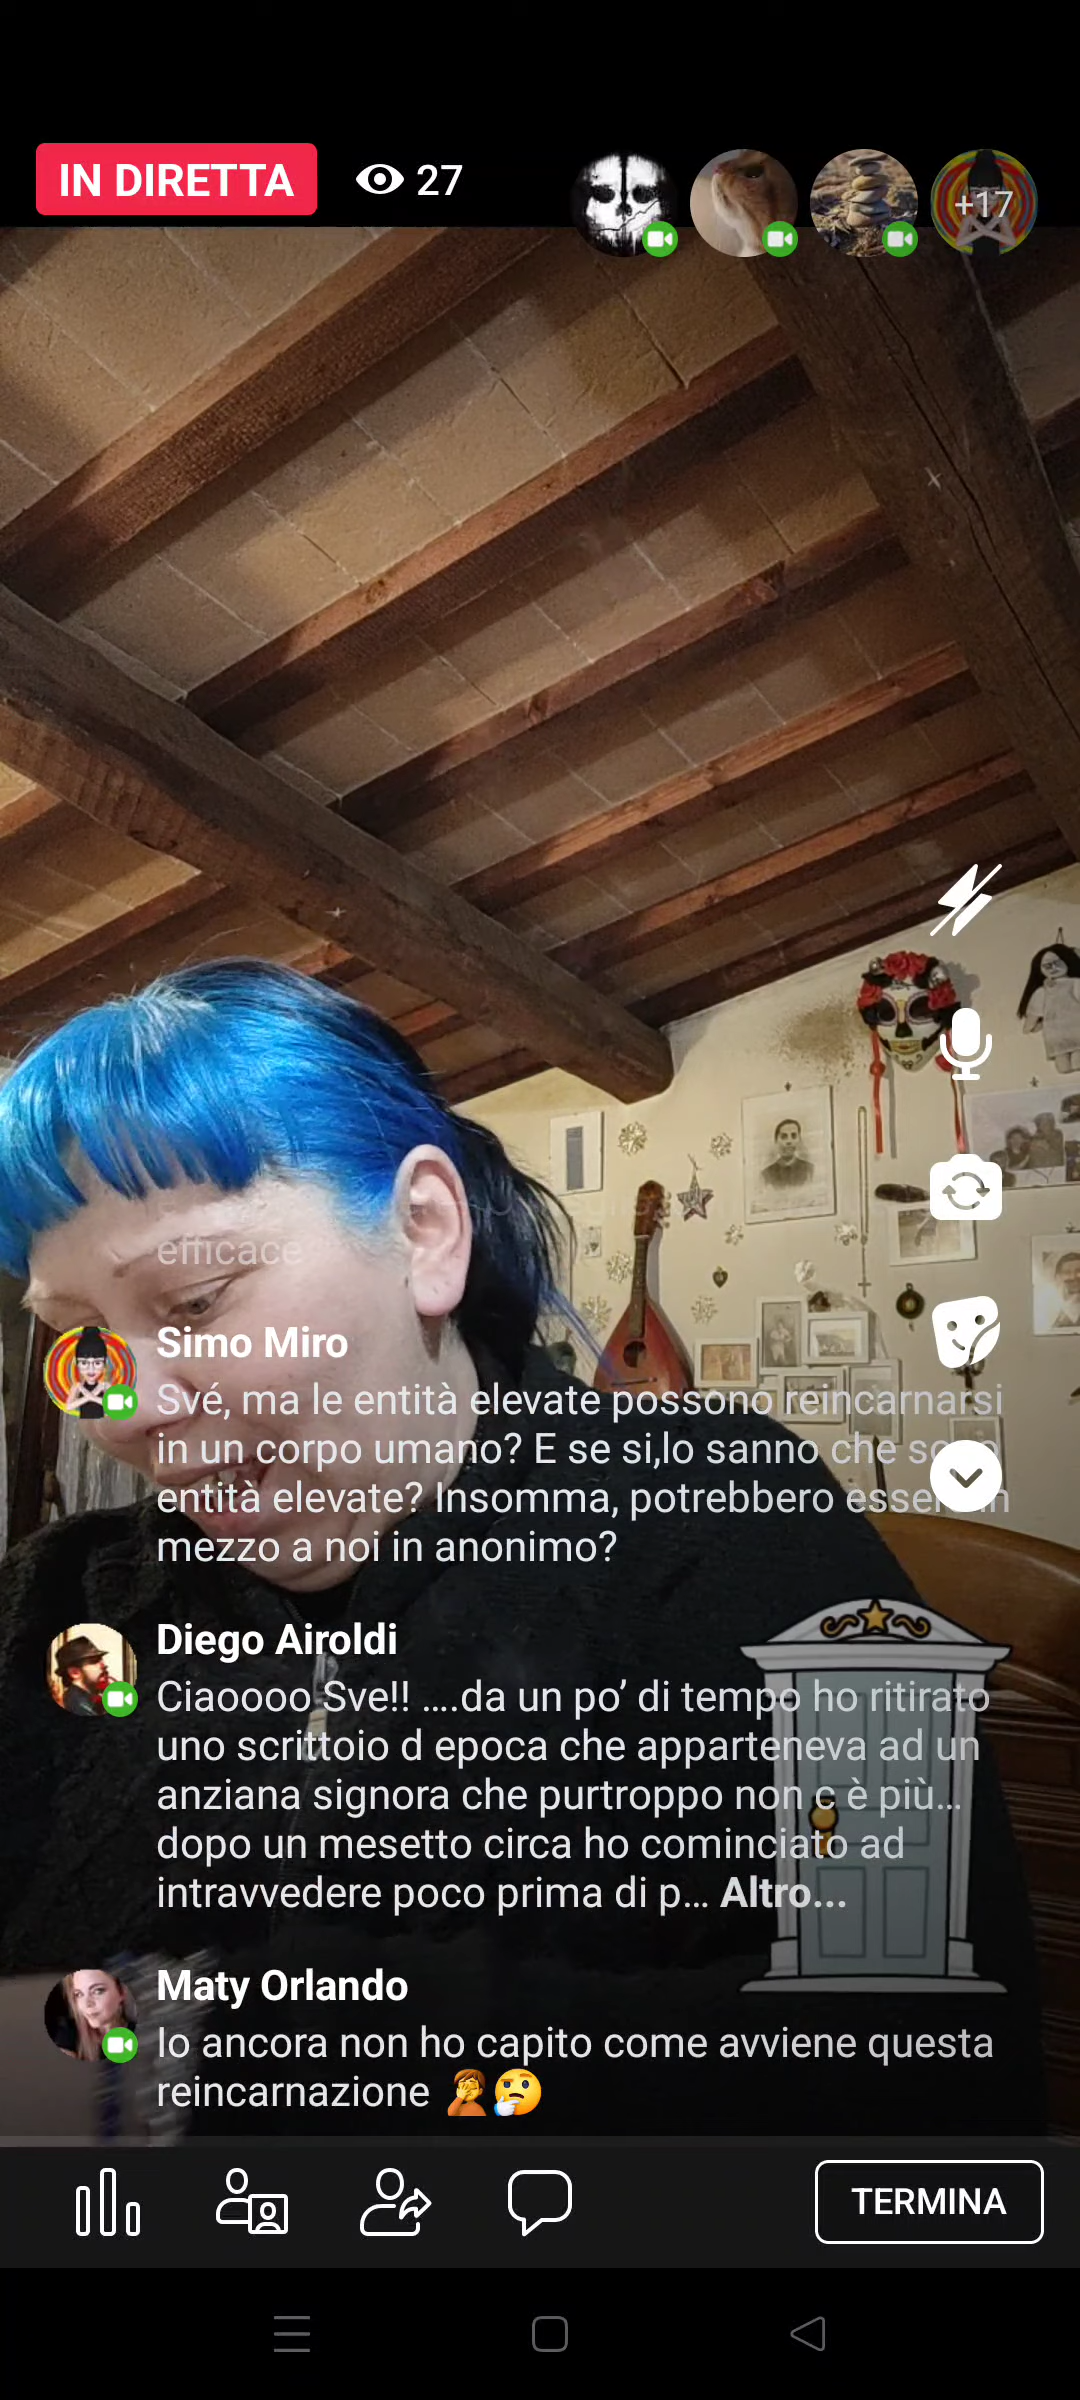 IN DIRETTA
27
+17
efficace
Simo Miro
Své, ma le entità elevate possono reincarnarsi
in un corpo umano? E se si,lo sanno che
entità elevate? Insomma, potrebbero
mezzo a noi in anonimo?
Diego Airoldi
Ciaoooo Sve!! ....da un po’ di tempo ho ritirato
uno scrittoio d epoca che apparteneva ad un
anziana signora che purtroppo non c è più...
dopo un mesetto circa ho cominciato ad
intravvedere poco prima di p... Altro...
Maty Orlando
Io ancora non ho capito come avviene questa
reincarnazione 🤦🤔
TERMINA